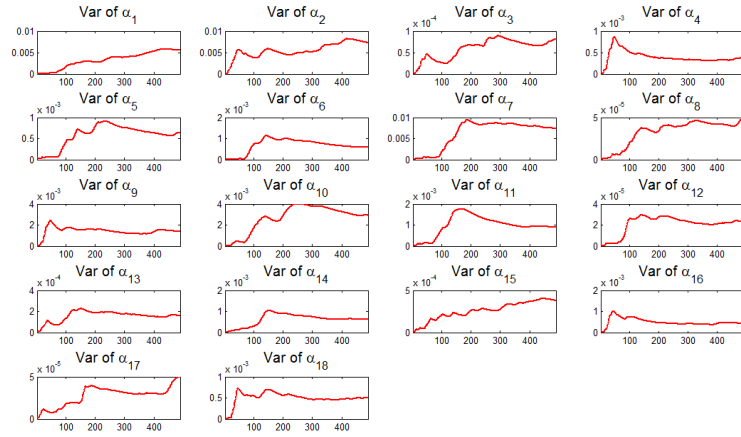 Var of α1 Var of α2 Var of α3 Var of α4
x 10-4 x 10-3
0.01 0.01 1 1
0.005 0.005 0.5 0.5
0 0 0 0
100 200 300 400 100 200 300 400 100 200 300 400 100 200 300 400
Var of α5 Var of α6 Var of α7 Var of α8
x 10-3 x 10-3 x 10-5
1 2 0.01 5
0.5 1 0.005
0 0 0 0
100 200 300 400 100 200 300 400 100 200 300 400 100 200 300 400
Var of α9 Var of α10 Var of α11 Var of α12
x 10-3 x 10-3 x 10-3 x 10-5
4 4 2 4
2 2 1 2
0 0 0 0
100 200 300 400 100 200 300 400 100 200 300 400 100 200 300 400
Var of α13 Var of α14 Var of α15 Var of α16
x 10-4 x 10-3 x 10-4 x 10-3
4 2 5 2
2 1 1
0 0 0 0
100 200 300 400 100 200 300 400 100 200 300 400 100 200 300 400
Var of α17 Var of α18
x 10-5 x 10-3
5 1
0.5
0 0
100 200 300 400 100 200 300 400